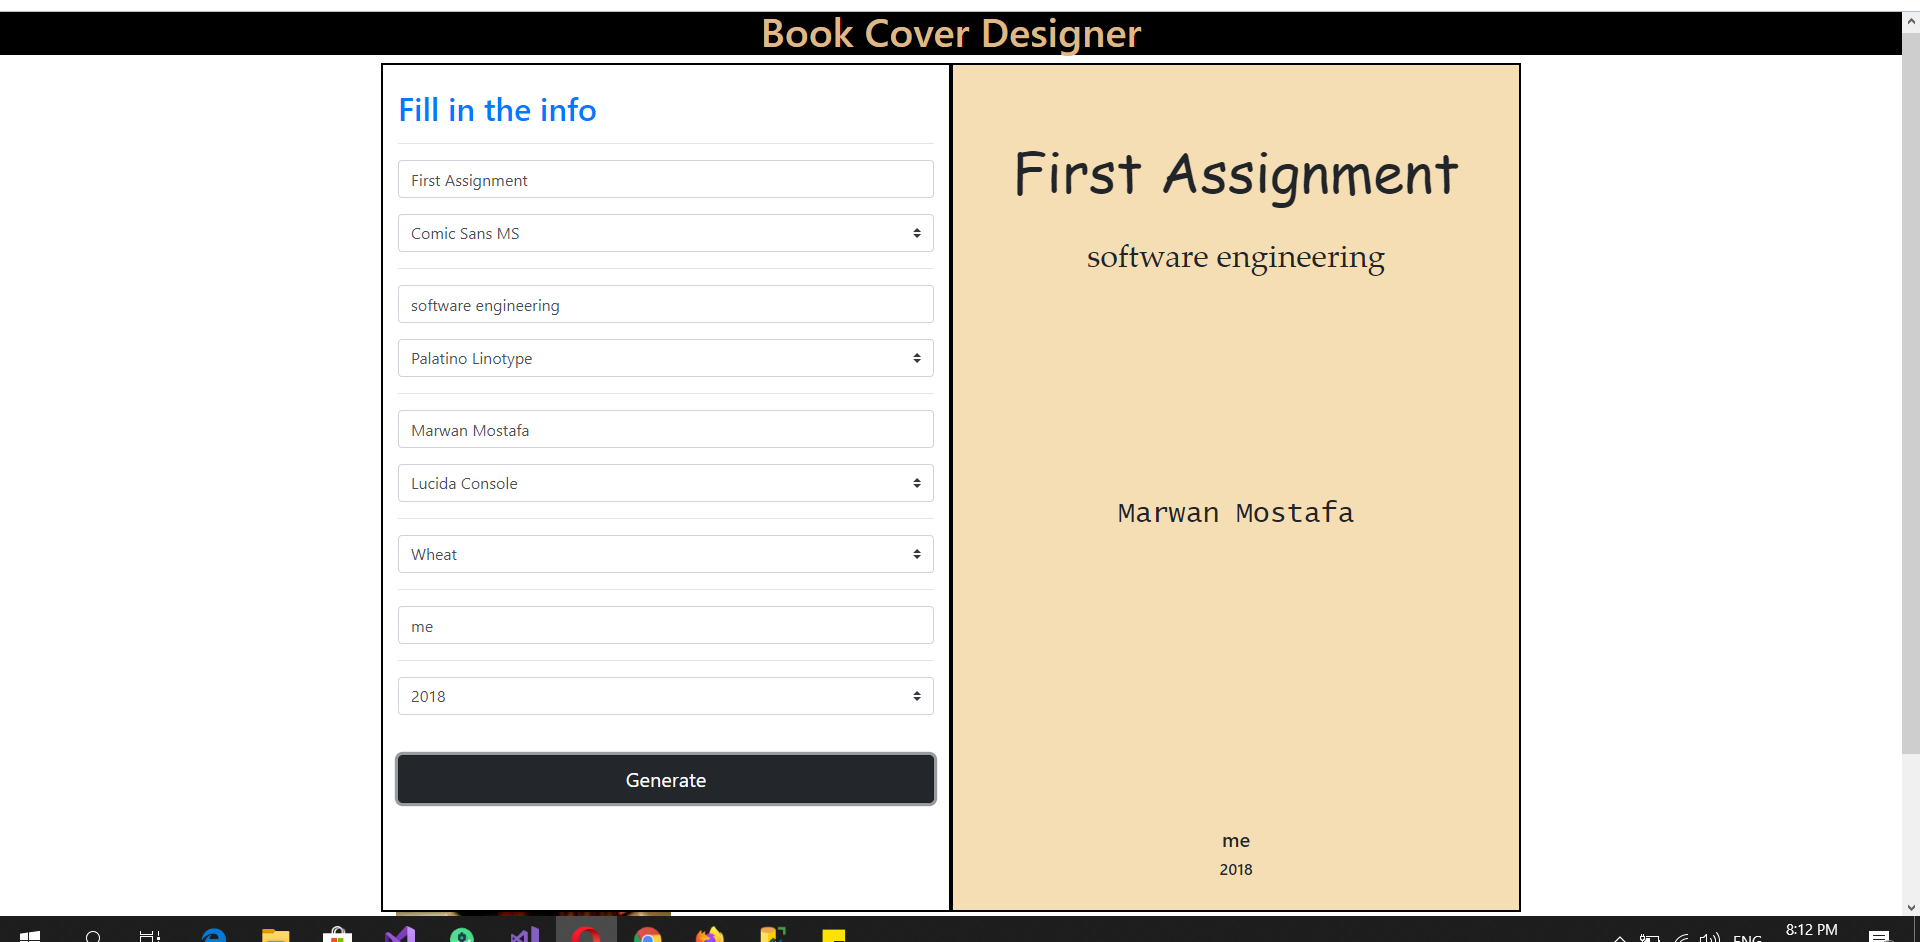 Book Cover Designer
Fill in the info
First Assignment
Comic Sans MS
software engineering
Palatino Linotype
Marwan Mostafa
Lucida Console
Wheat
me
2018
Generate
First Assignment
software engineering
Marwan Mostafa
me
2018
8:12 PM
ENG